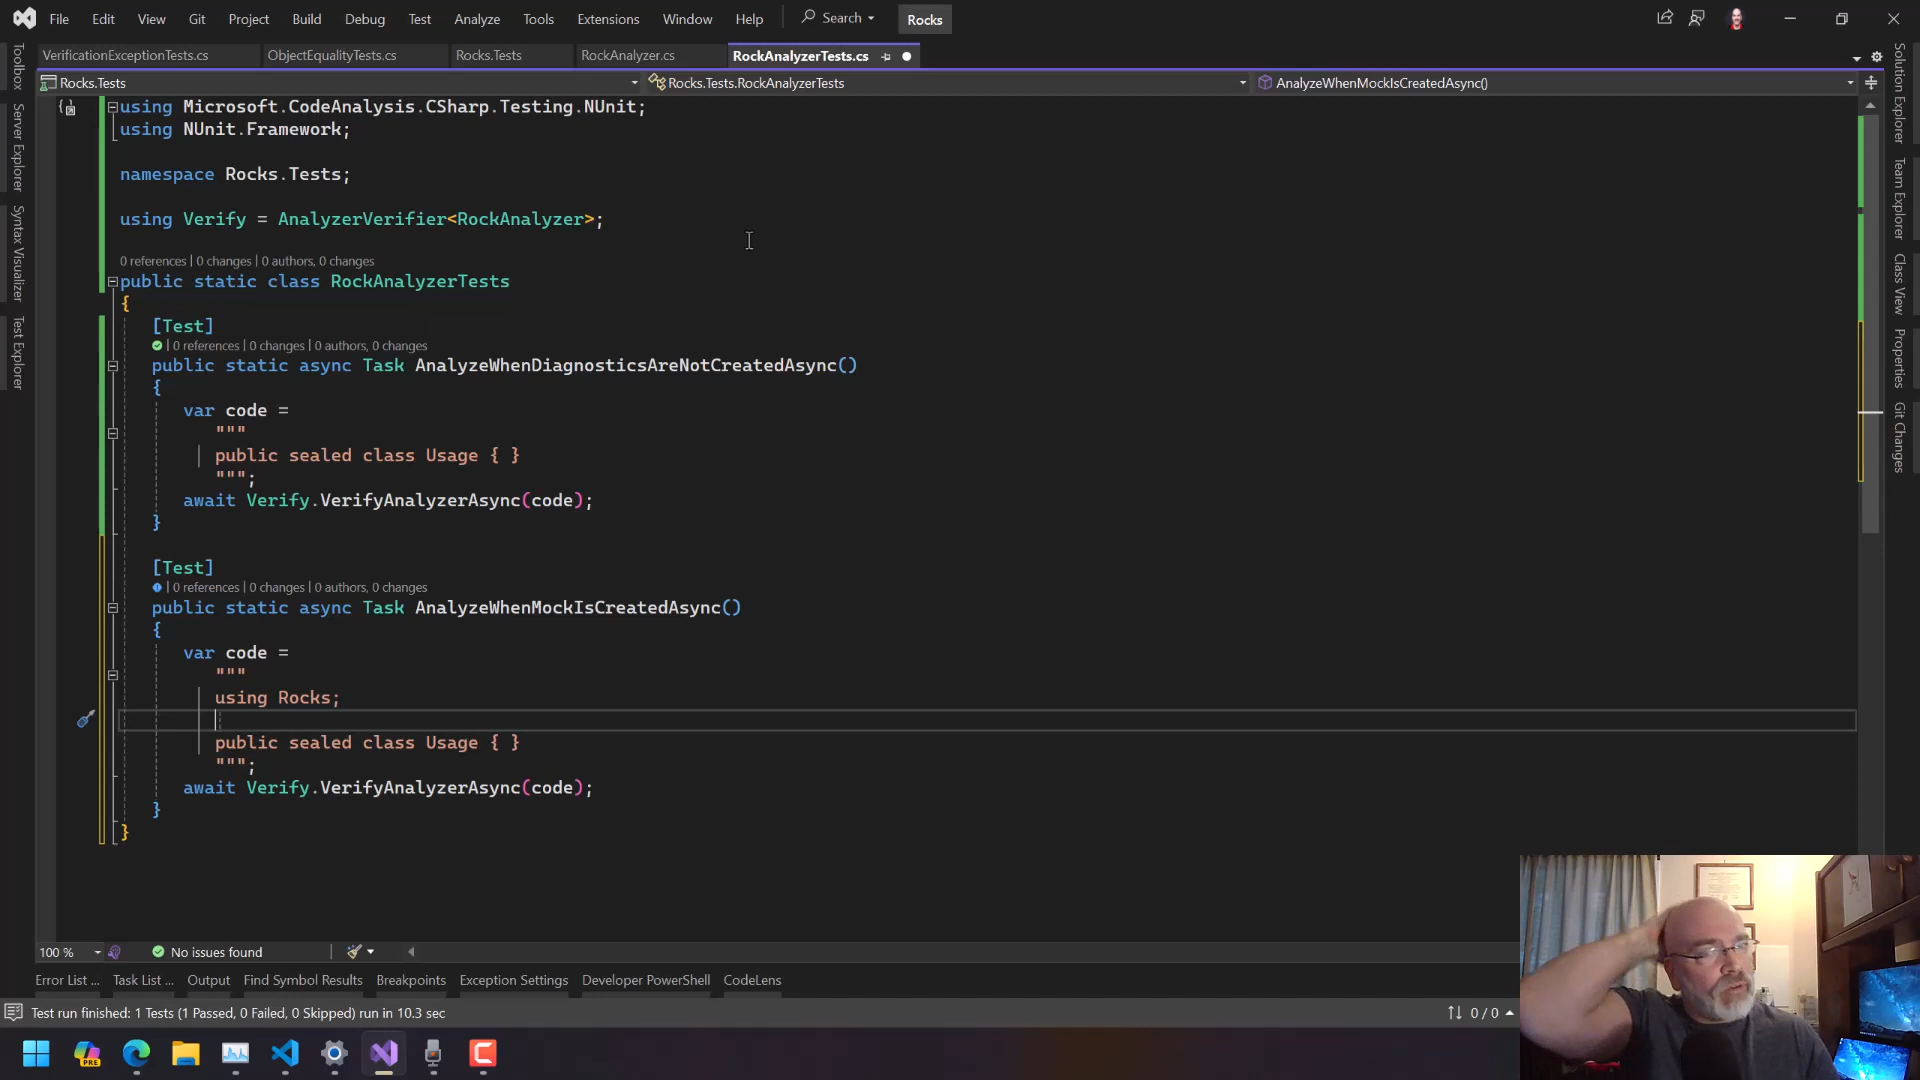 File Edit View Git Project Build Debug Test Analyze Tools Extensions Window Help Search Rocks
VerificationExceptionTests.cs ObjectEqualityTests.cs Rocks.Tests RockAnalyzer.cs RockAnalyzerTests.cs
Rocks.Tests Rocks.Tests.RockAnalyzerTests AnalyzeWhenMockIsCreatedAsync()
Toolbox
Server Explorer
Syntax Visualizer
Test Explorer
using Microsoft.CodeAnalysis.CSharp.Testing.NUnit;
using NUnit.Framework;
namespace Rocks.Tests;
using Verify = AnalyzerVerifier<RockAnalyzer>;
0 references | 0 changes | 0 authors, 0 changes
public static class RockAnalyzerTests
{
[Test]
| 0 references | 0 changes | 0 authors, 0 changes
public static async Task AnalyzeWhenDiagnosticsAreNotCreatedAsync()
{
var code =
"""
public sealed class Usage { }
""";
await Verify.VerifyAnalyzerAsync(code);
}
[Test]
| 0 references | 0 changes | 0 authors, 0 changes
public static async Task AnalyzeWhenMockIsCreatedAsync()
{
var code =
"""
using Rocks;
public sealed class Usage { }
""";
await Verify.VerifyAnalyzerAsync(code);
}
}
Solution Explorer
Team Explorer
Class View
Properties
Git Changes
100 % No issues found
Error List ... Task List ... Output Find Symbol Results Breakpoints Exception Settings Developer PowerShell CodeLens
Test run finished: 1 Tests (1 Passed, 0 Failed, 0 Skipped) run in 10.3 sec 0 / 0
PRE